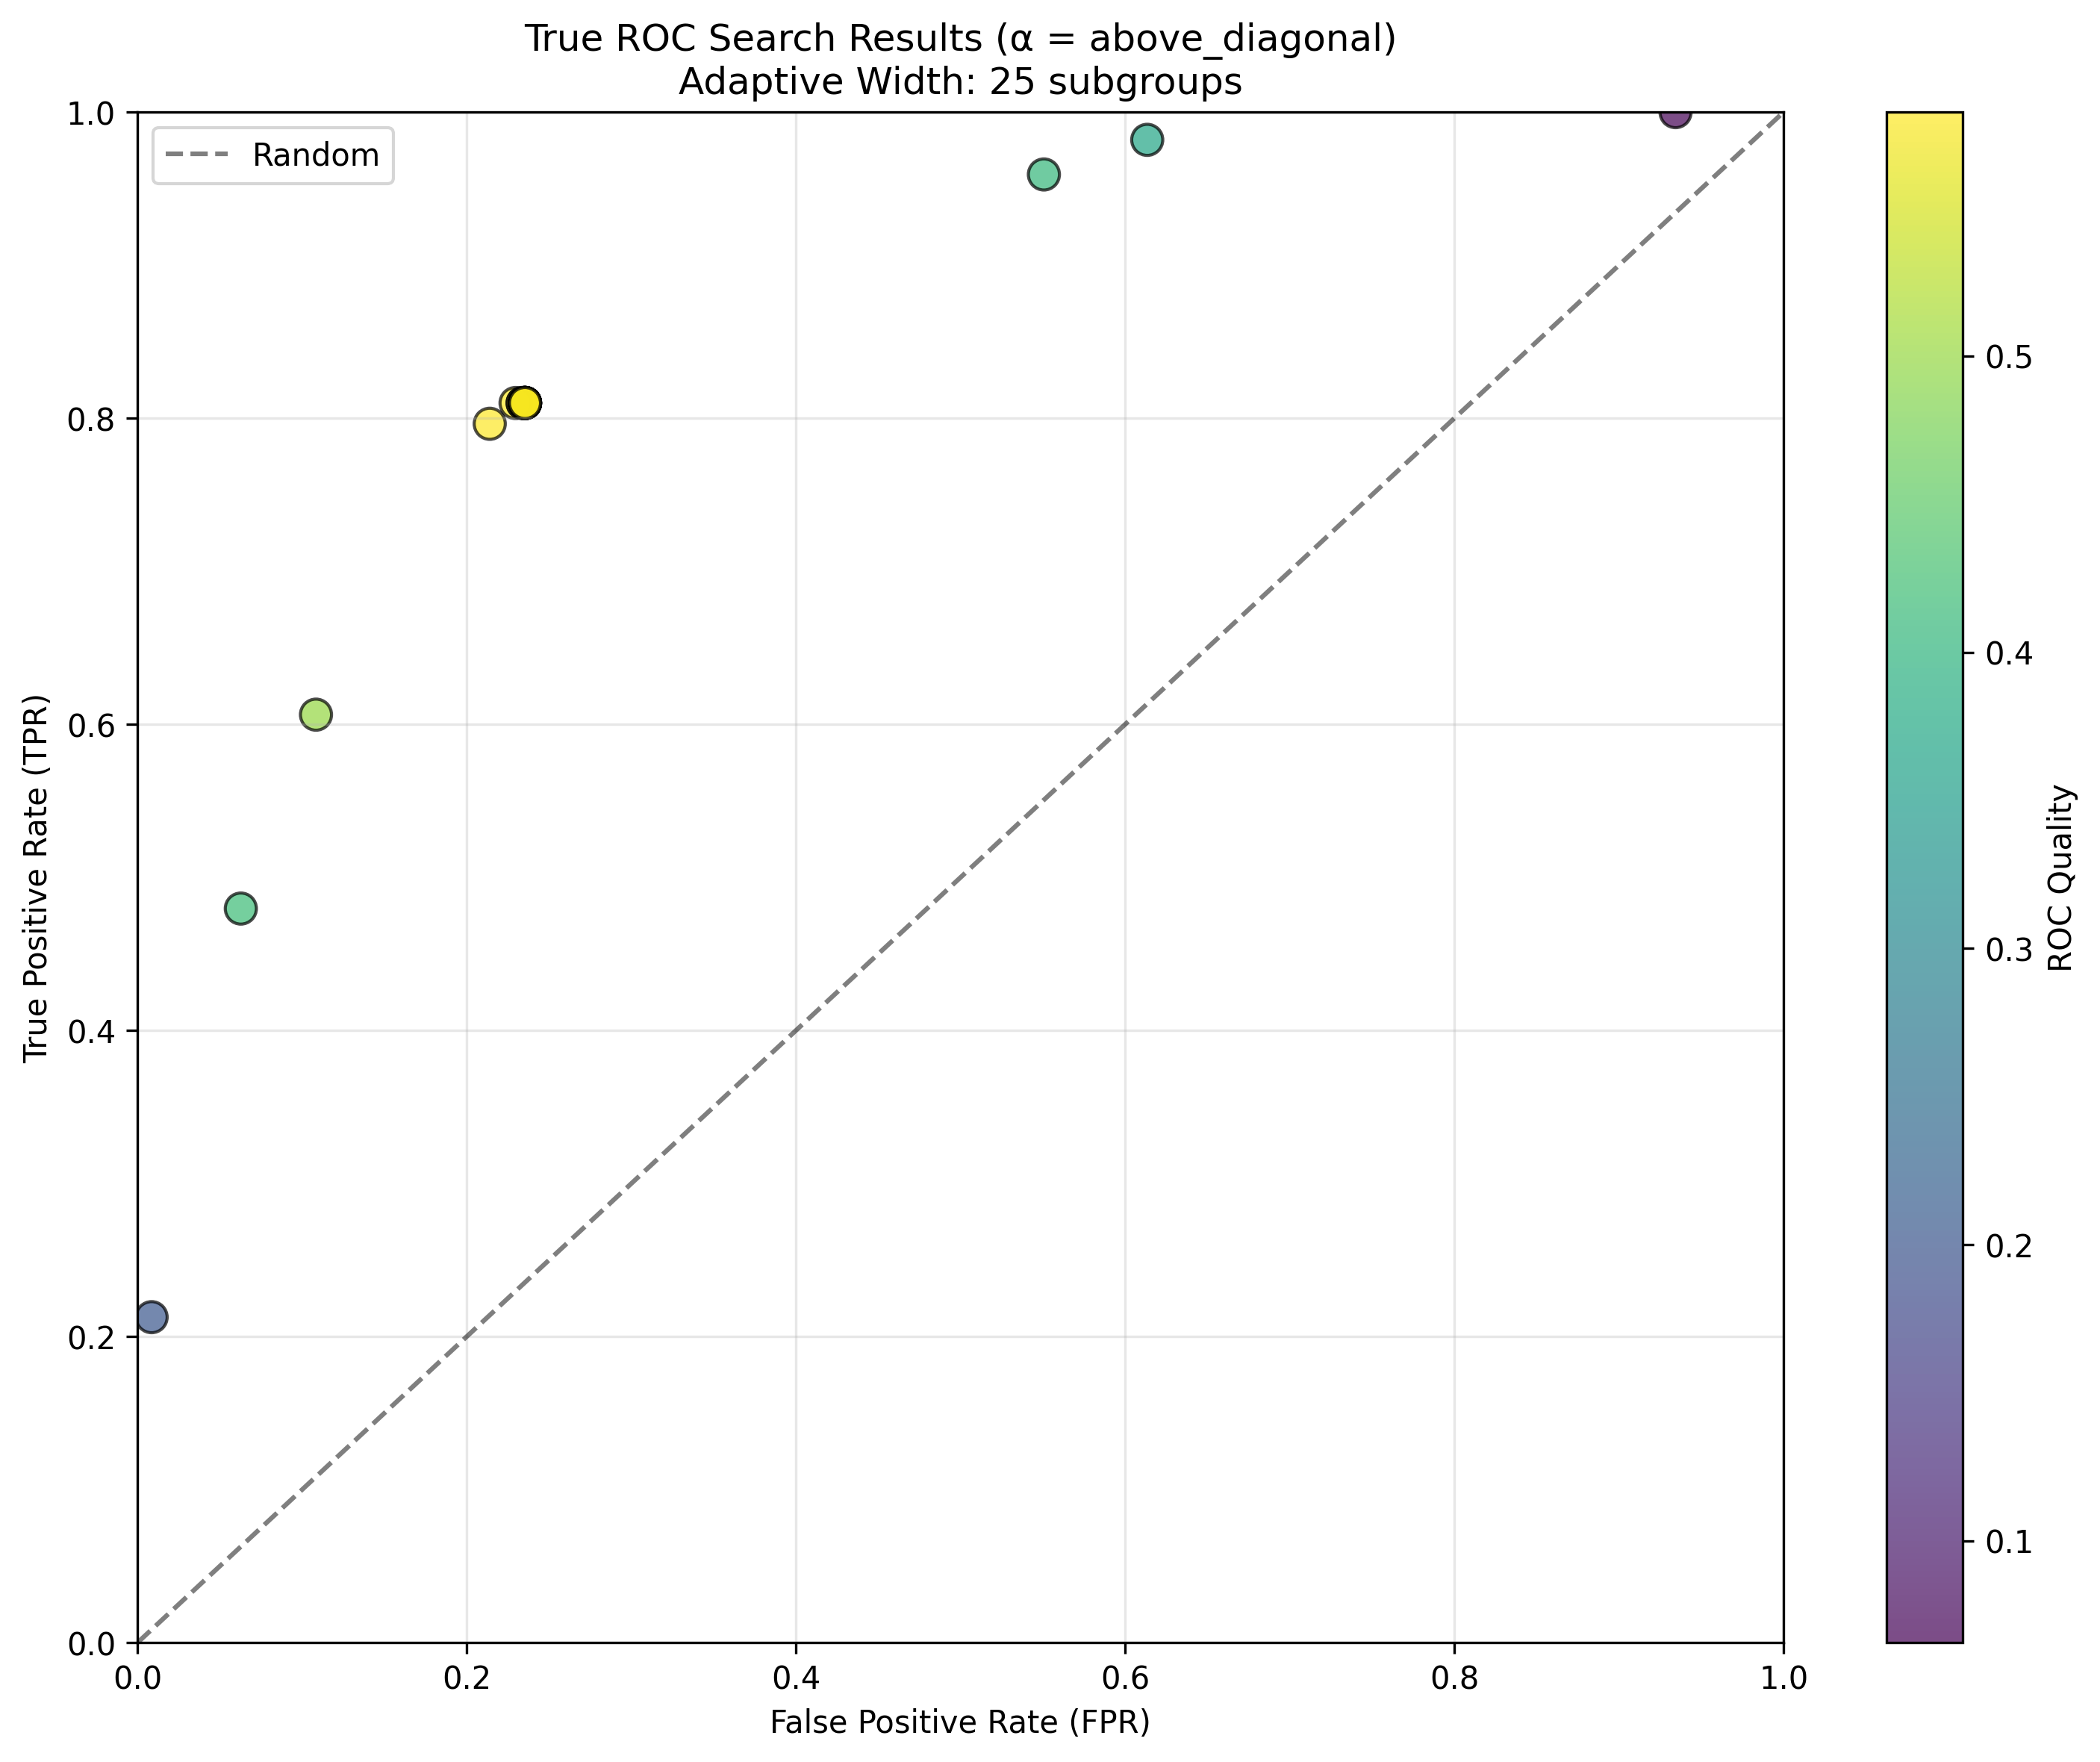 True ROC Search Results (α = above_diagonal)
Adaptive Width: 25 subgroups
Random
True Positive Rate (TPR)
1.0
0.8
0.6
0.4
0.2
0.0
0.0 0.2 0.4 0.6 0.8 1.0
False Positive Rate (FPR)
0.5
0.4
0.3
0.2
0.1
ROC Quality